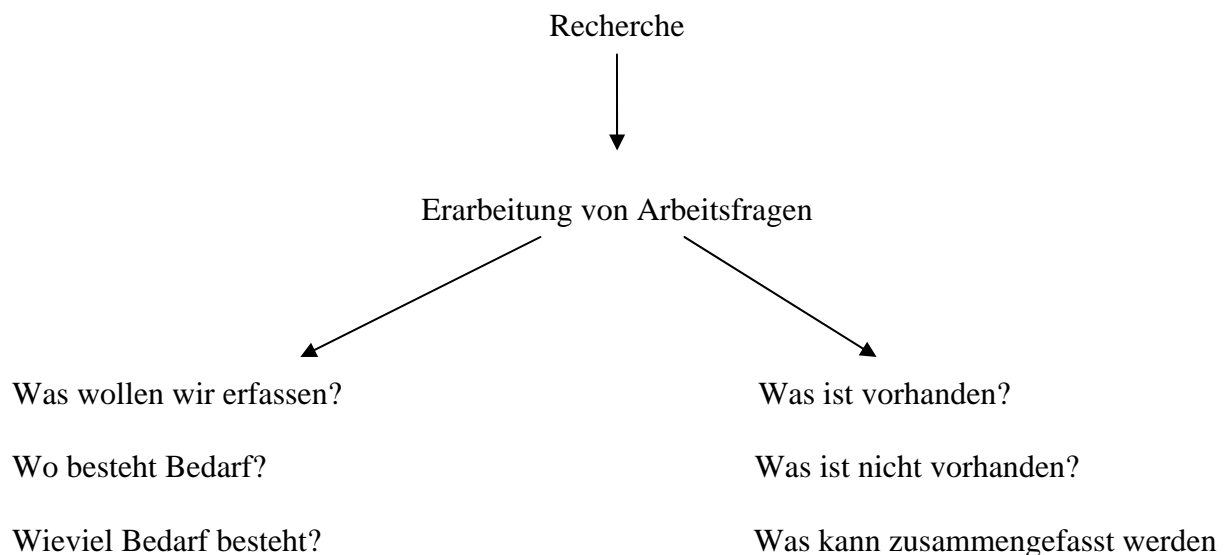 Recherche
Erarbeitung von Arbeitsfragen
Was wollen wir erfassen?
Was ist vorhanden?
Wo besteht Bedarf?
Was ist nicht vorhanden?
Wieviel Bedarf besteht?
Was kann zusammengefasst werden